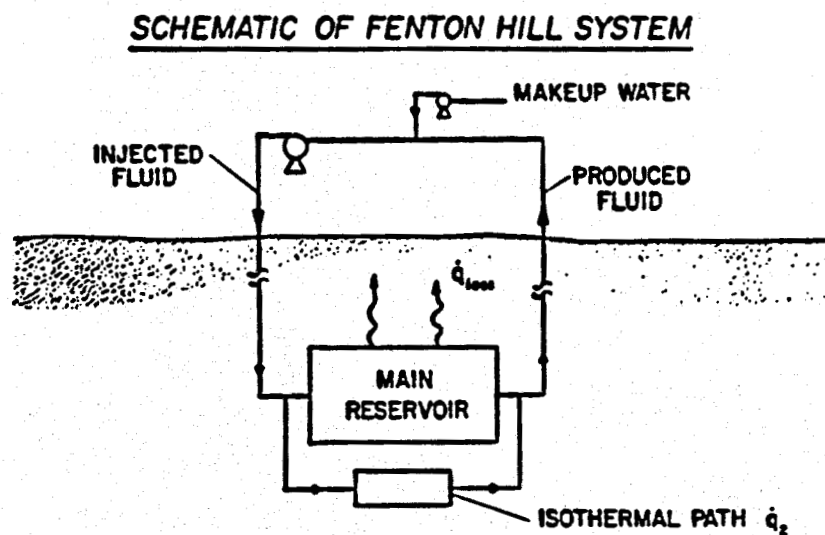 SCHEMATIC OF FENTON HILL SYSTEM
MAKEUP WATER
INJECTED
FLUID
PRODUCED
FLUID
q̇loss
MAIN
RESERVOIR
ISOTHERMAL PATH q̇2